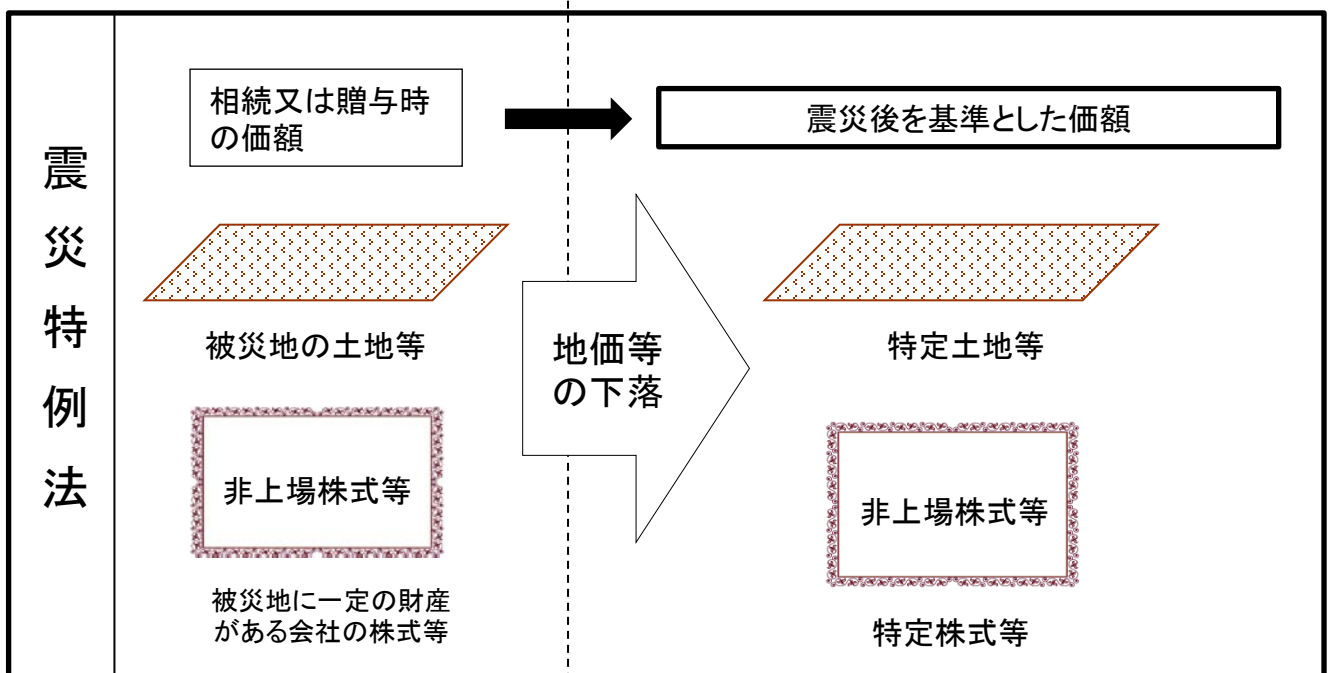 震災特例法
相続又は贈与時
の価額
震災後を基準とした価額
被災地の土地等
地価等
の下落
特定土地等
非上場株式等
非上場株式等
被災地に一定の財産
がある会社の株式等
特定株式等